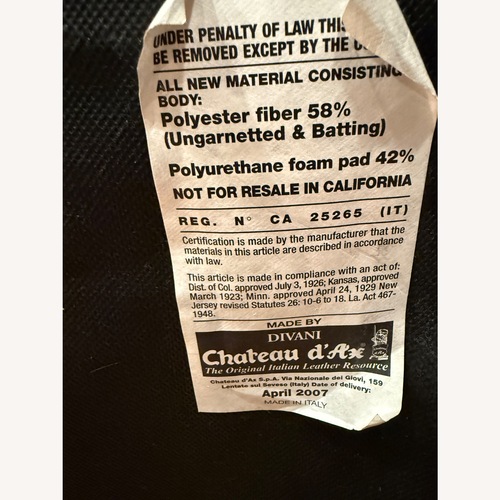 UNDER PENALTY OF LAW THIS
BE REMOVED EXCEPT BY THE
ALL NEW MATERIAL CONSISTING
BODY:
Polyester fiber 58%
(Ungarnetted & Batting)
Polyurethane foam pad 42%
NOT FOR RESALE IN CALIFORNIA
REG. N° CA 25265 (IT)
Certification is made by the manufacturer that the
materials in this article are described in accordance
with law.
This article is made in compliance with an act of:
Dist. of Col. approved July 3, 1926; Kansas, approved
March 1923; Minn. approved April 24, 1929 New
Jersey revised Statutes 26: 10-6 to 18. La. Act 467-
1948.
MADE BY
DIVANI
Chateau d'Ax®
The Original Italian Leather Resource
Chateau d'Ax S.p.A. Via Nazionale dei Giovi, 159
Lentate sul Seveso (Italy) Date of delivery:
April 2007
MADE IN ITALY